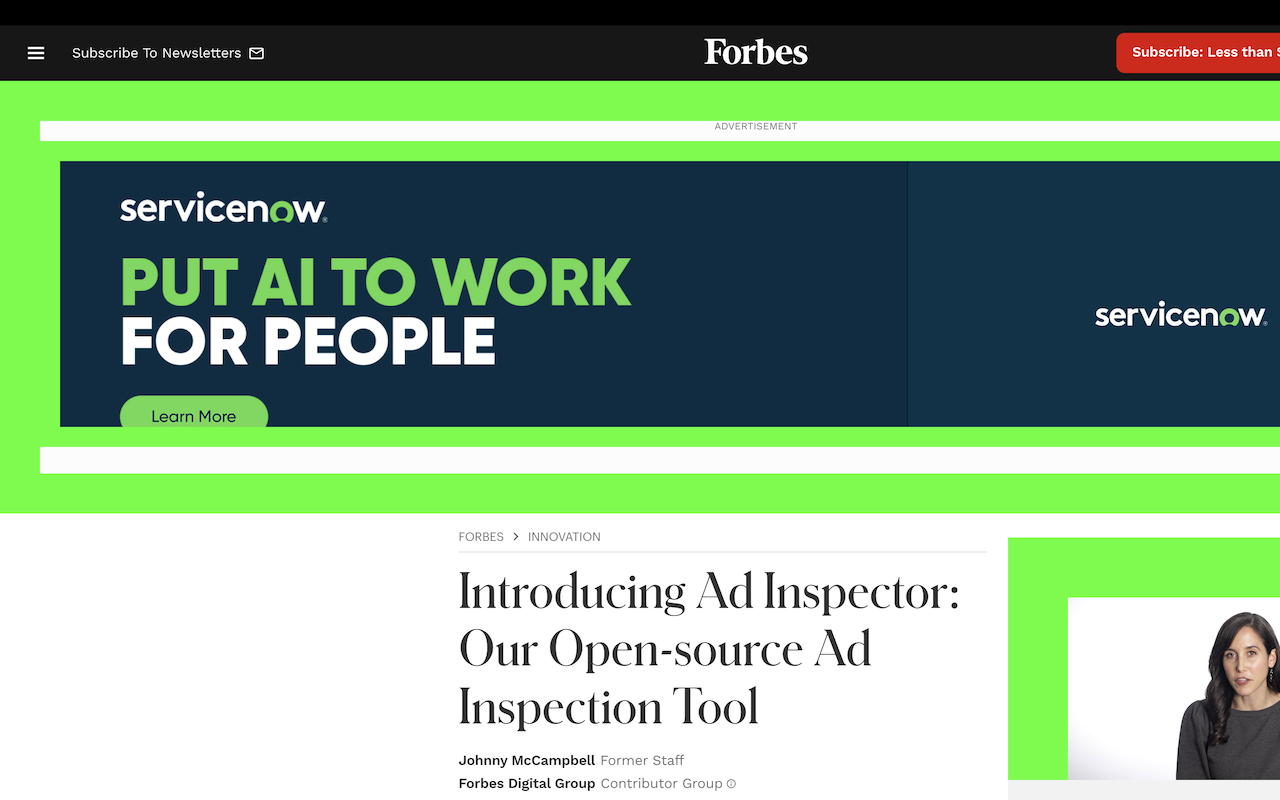 Subscribe To Newsletters
Forbes
Subscribe: Less than
ADVERTISEMENT
servicenow®
PUT AI TO WORK
FOR PEOPLE
Learn More
servicenow®
FORBES > INNOVATION
Introducing Ad Inspector:
Our Open-source Ad
Inspection Tool
Johnny McCampbell Former Staff
Forbes Digital Group Contributor Group